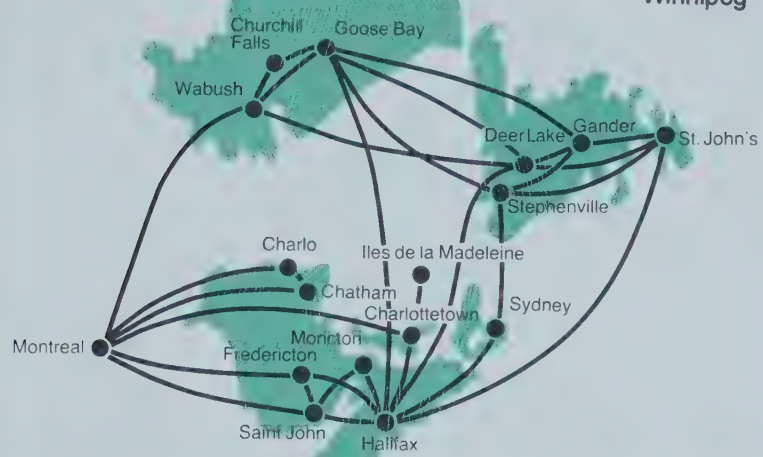 Winnipeg
Churchill
Falls
Goose Bay
Wabush
Deer Lake
Gander
St. John's
Stephenville
Charlo
Iles de la Madeleine
Chatham
Sydney
Charlottetown
Moncton
Montreal
Fredericton
Saint John
Halifax